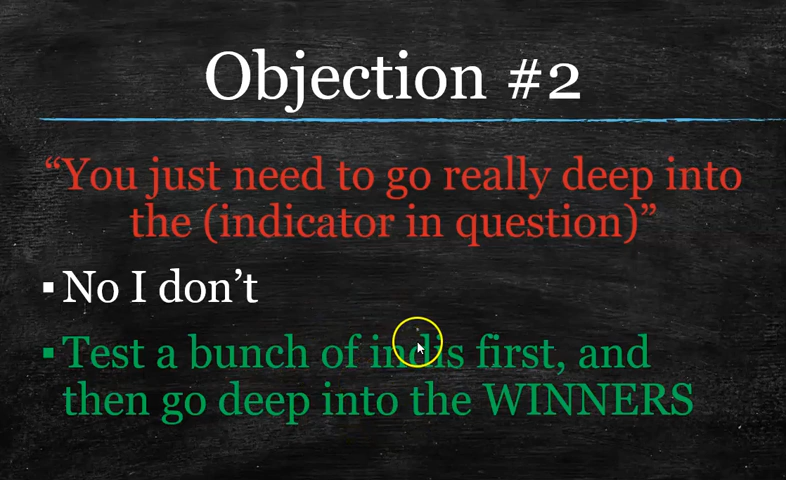 Objection #2
“You just need to go really deep into
the (indicator in question)”
▪ No I don’t
▪ Test a bunch of indis first, and
then go deep into the WINNERS